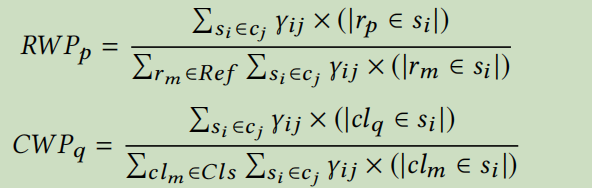 RWP_p = \frac{\sum_{s_i \in c_j} \gamma_{ij} \times (|r_p \in s_i|)}{\sum_{r_m \in Ref} \sum_{s_i \in c_j} \gamma_{ij} \times (|r_m \in s_i|)}
CWP_q = \frac{\sum_{s_i \in c_j} \gamma_{ij} \times (|cl_q \in s_i|)}{\sum_{cl_m \in Cls} \sum_{s_i \in c_j} \gamma_{ij} \times (|cl_m \in s_i|)}